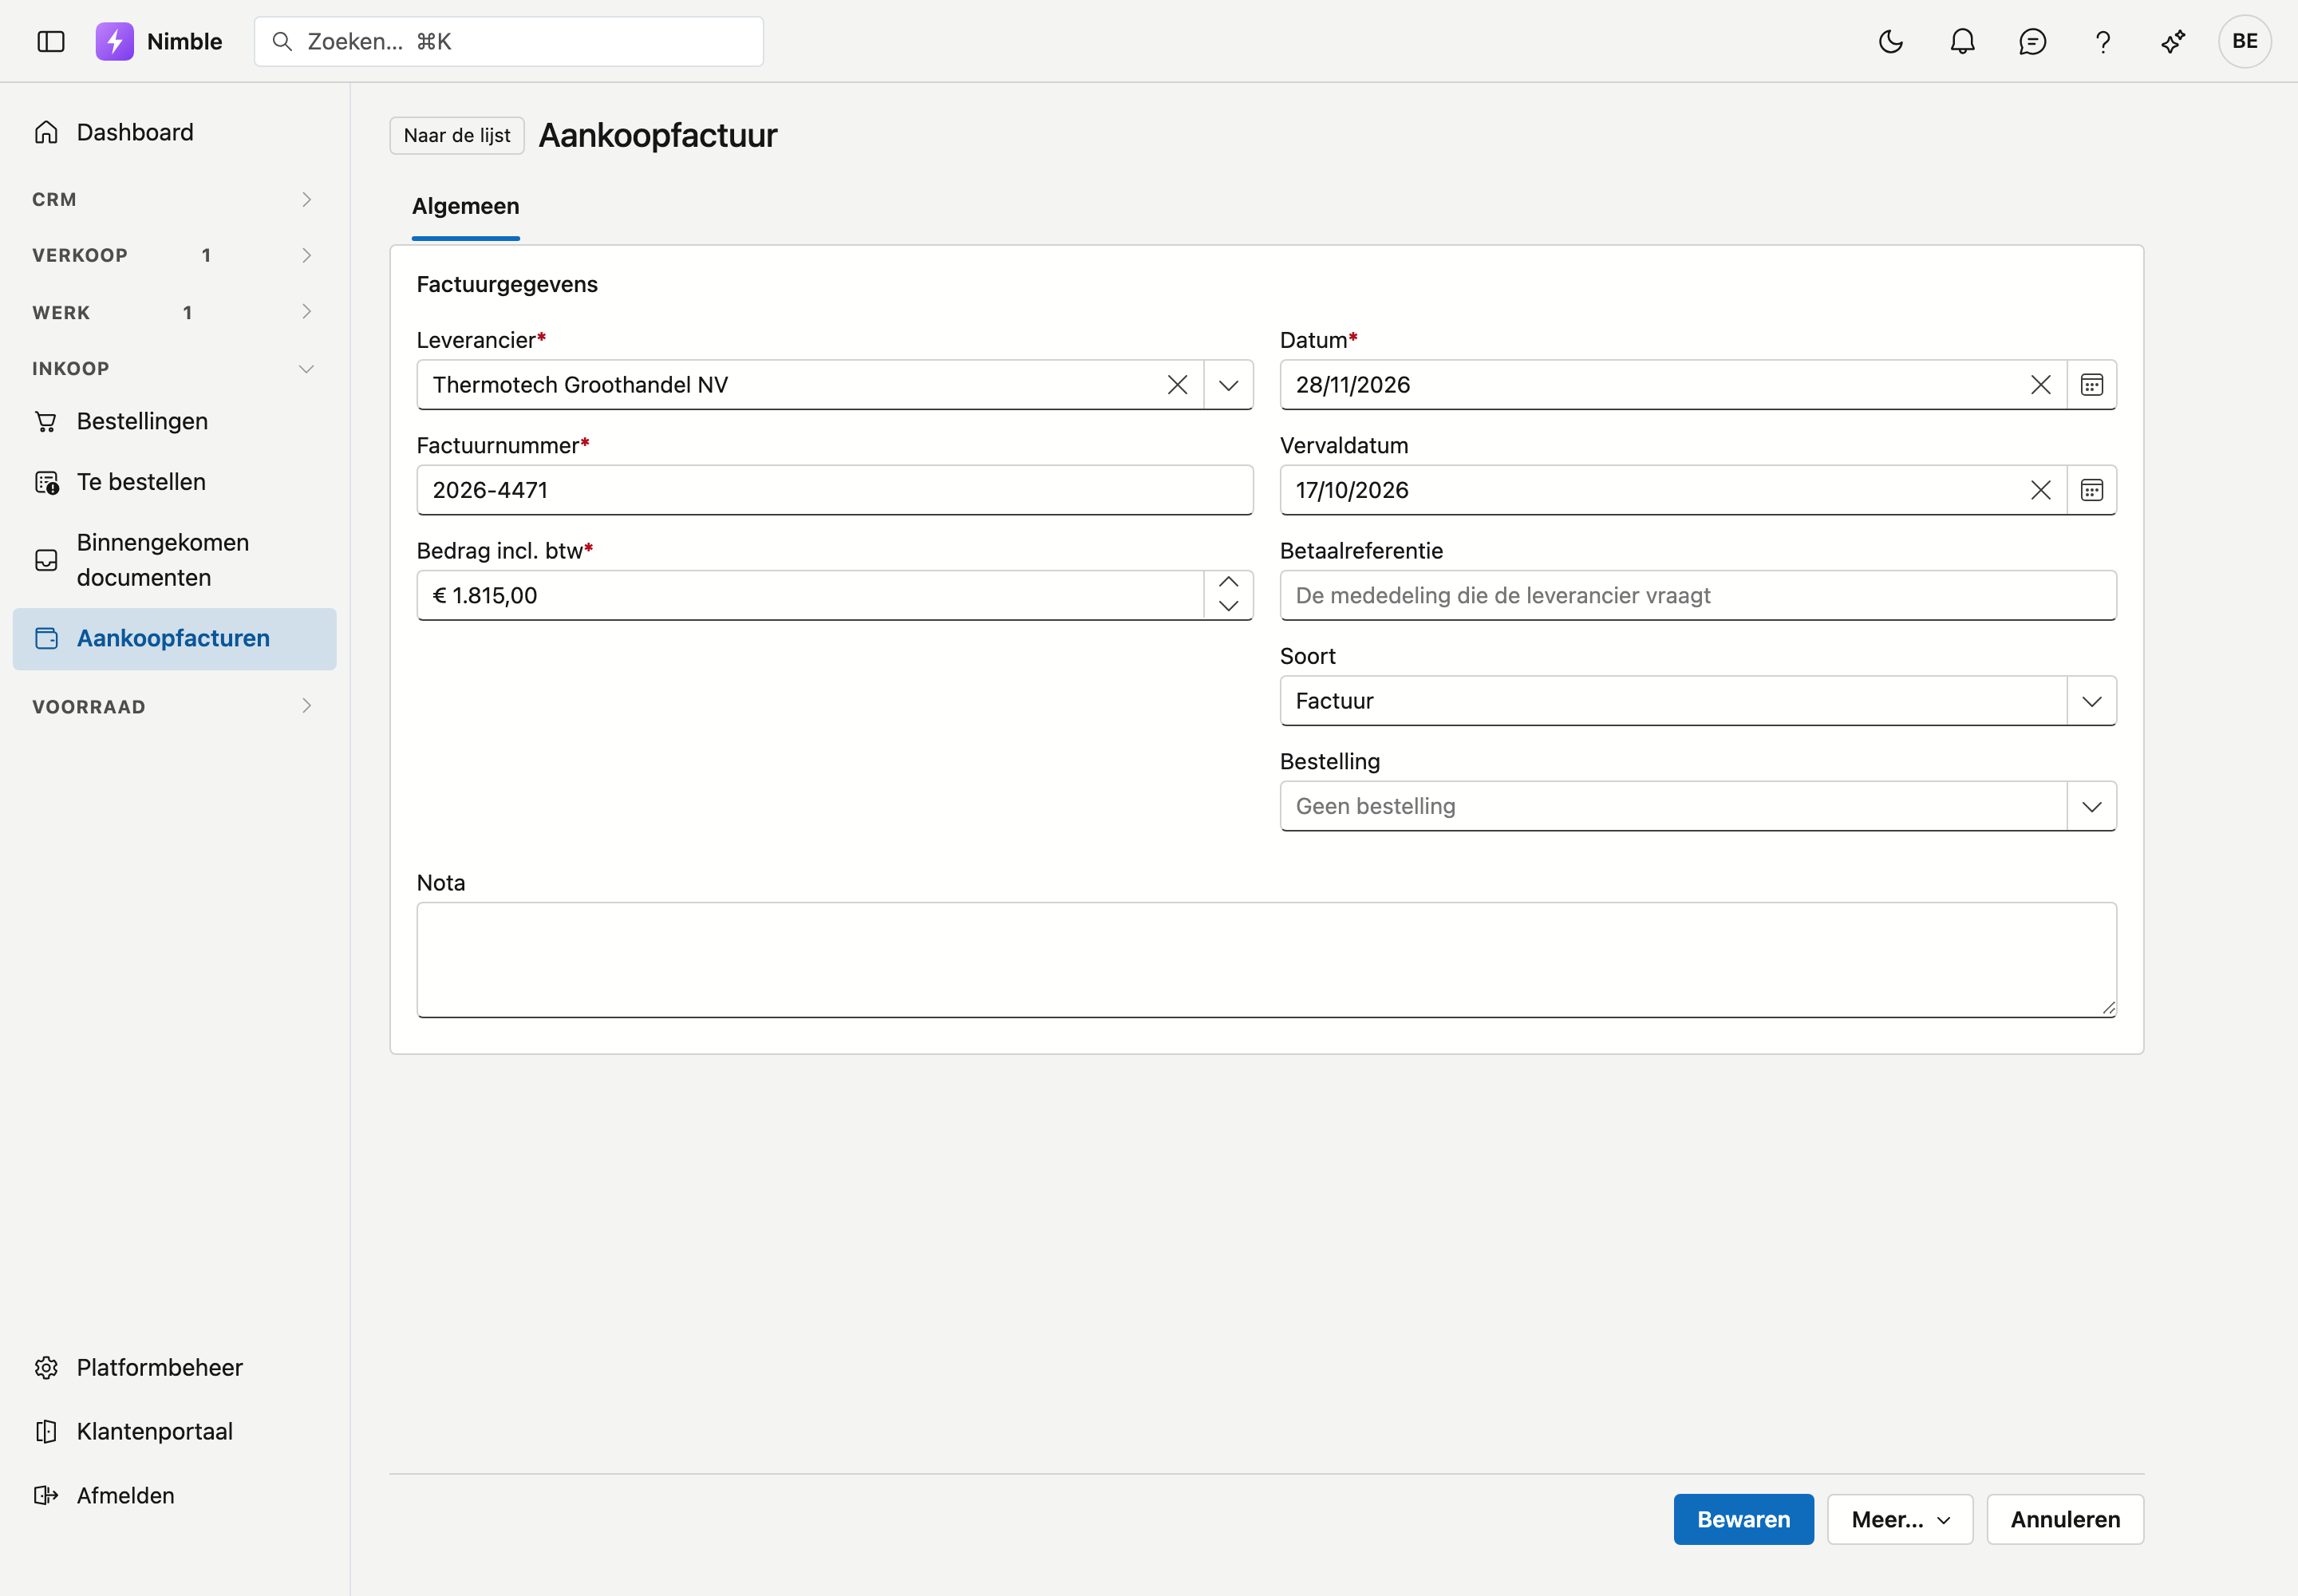 Nimble
Zoeken... ⌘K
BE
Dashboard
CRM
VERKOOP 1
WERK 1
INKOOP
Bestellingen
Te bestellen
Binnengekomen
documenten
Aankoopfacturen
VOORRAAD
Platformbeheer
Klantenportaal
Afmelden
Naar de lijst
Aankoopfactuur
Algemeen
Factuurgegevens
Leverancier*
Thermotech Groothandel NV
Datum*
28/11/2026
Factuurnummer*
2026-4471
Vervaldatum
17/10/2026
Bedrag incl. btw*
€ 1.815,00
Betaalreferentie
De mededeling die de leverancier vraagt
Soort
Factuur
Bestelling
Geen bestelling
Nota
Bewaren
Meer...
Annuleren